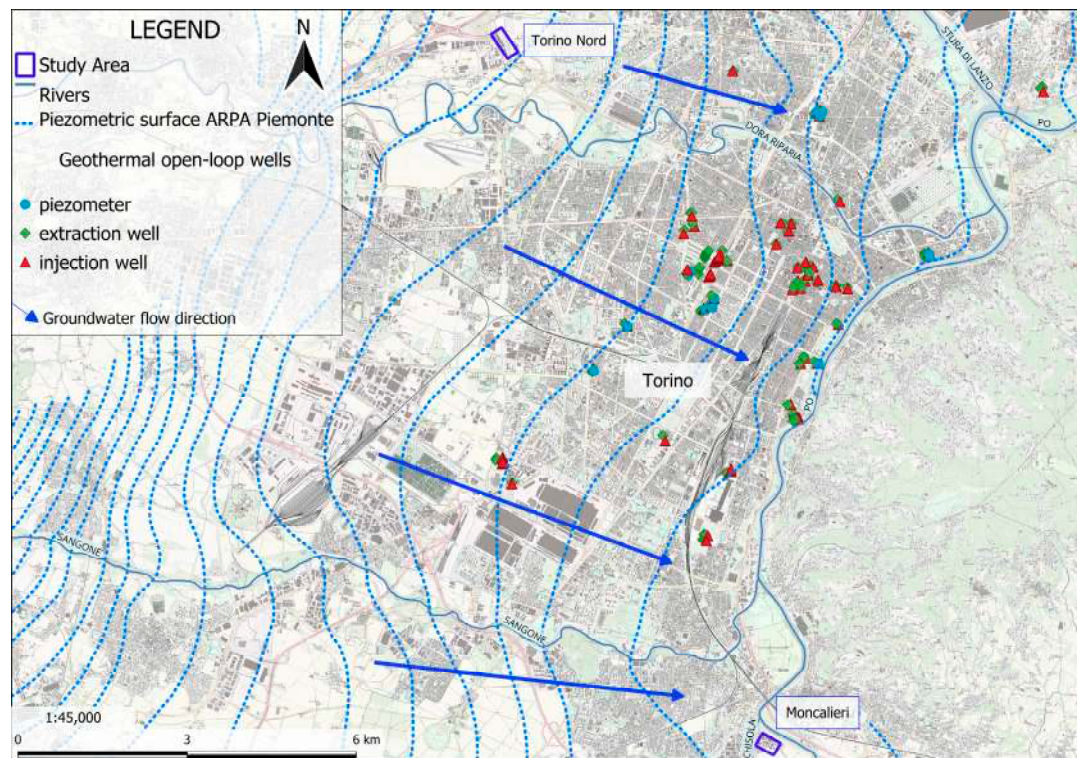 LEGEND
N
Study Area
Rivers
Piezometric surface ARPA Piemonte
Geothermal open-loop wells
piezometer
extraction well
injection well
Groundwater flow direction
Torino Nord
STURA DI LANZO
PO
DORA RIPARIA
Torino
PO
SANGONE
SANGONE
Moncalieri
CHISOLA
1:45,000
0 3 6 km